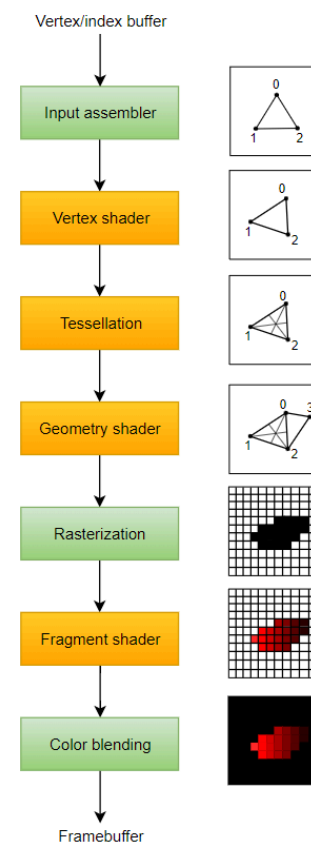 Vertex/index buffer
Input assembler
0
1
2
Vertex shader
0
1
2
Tessellation
0
1
2
Geometry shader
0
3
1
2
Rasterization
Fragment shader
Color blending
Framebuffer